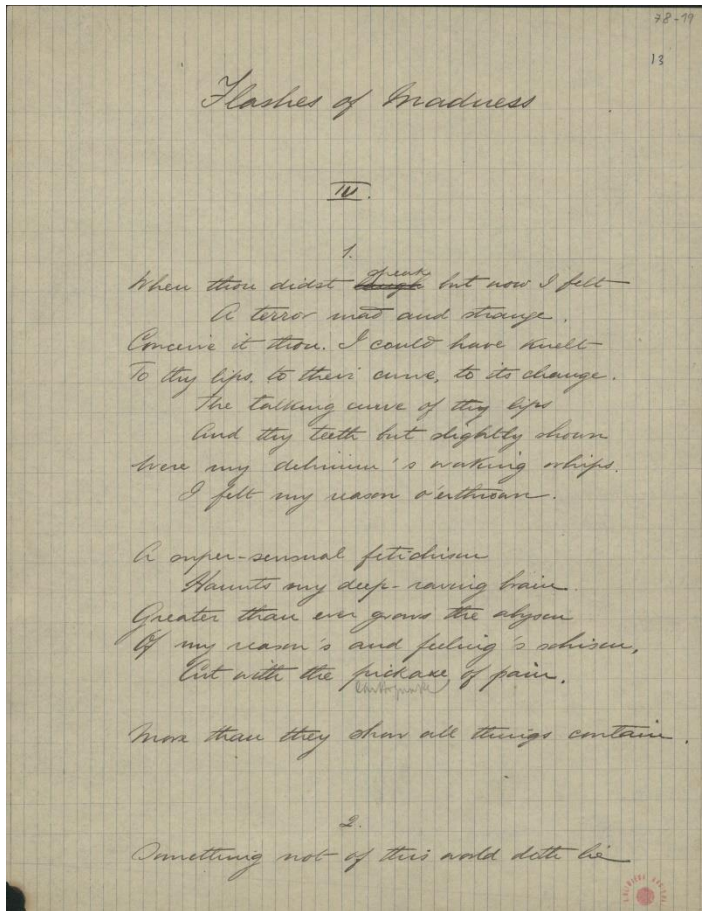 78-79
13
Flashes of Madness
IV.
1.
When thou didst laugh speak but now I felt
A terror mad and strange.
Conceive it thou. I could have knelt
To thy lips, to their curve, to its change.
The talking curve of thy lips
And thy teeth but slightly shown
Were my delirium's waking whips.
I felt my reason o'erthrown.
A super-sensual fetichism
Haunts my deep-raving brain.
Greater than ever grows the abysm
Of my reason's and feeling's schism,
Cut with the pickaxe of pain.
(earthquake)
More than they show all things contain.
2.
Something not of this world doth lie